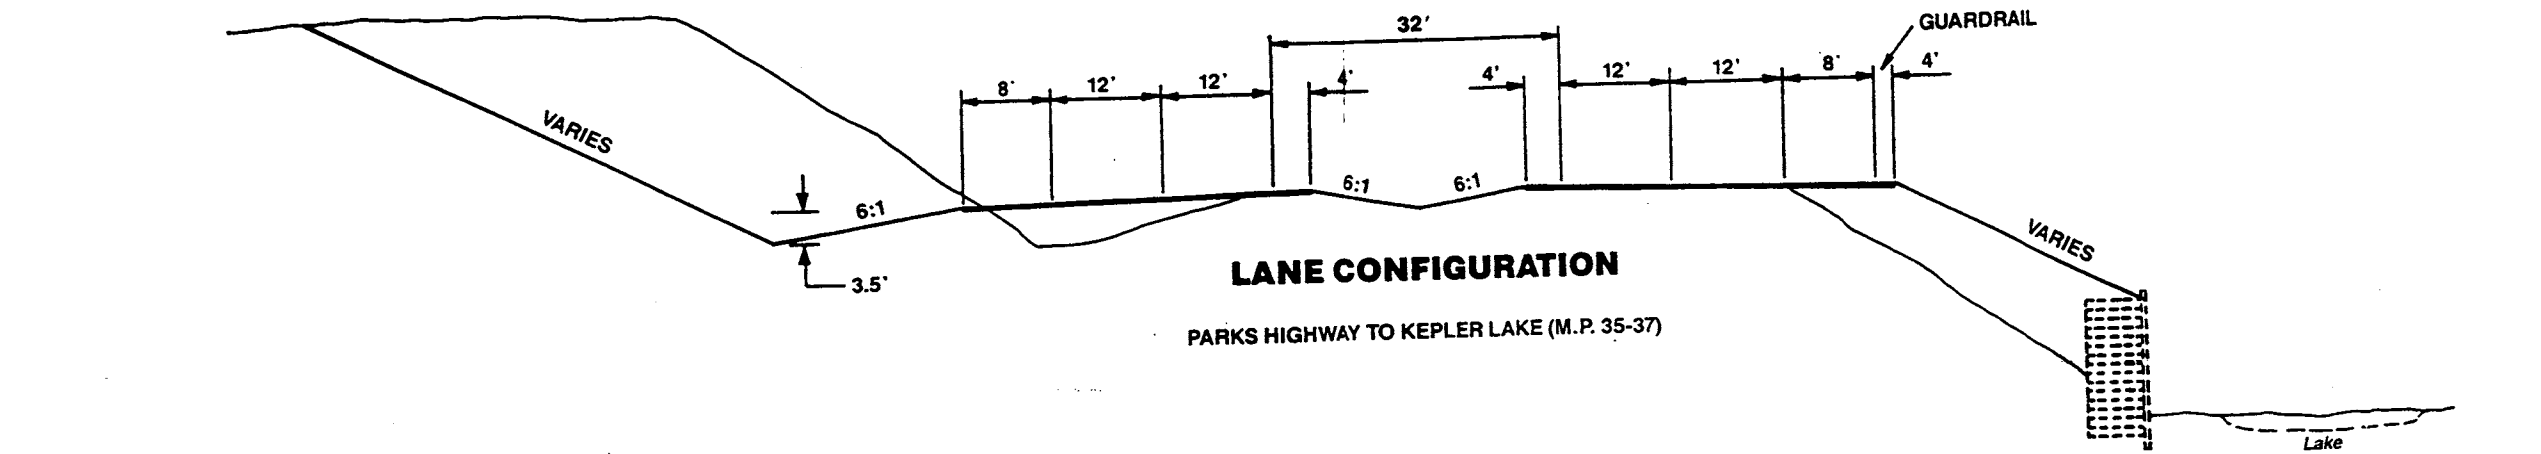 GUARDRAIL
32'
8' 12' 12' 4' 4' 12' 12' 8' 4'
VARIES
6:1 6:1 6:1
3.5'
VARIES
LANE CONFIGURATION
PARKS HIGHWAY TO KEPLER LAKE (M.P. 35-37)
Lake